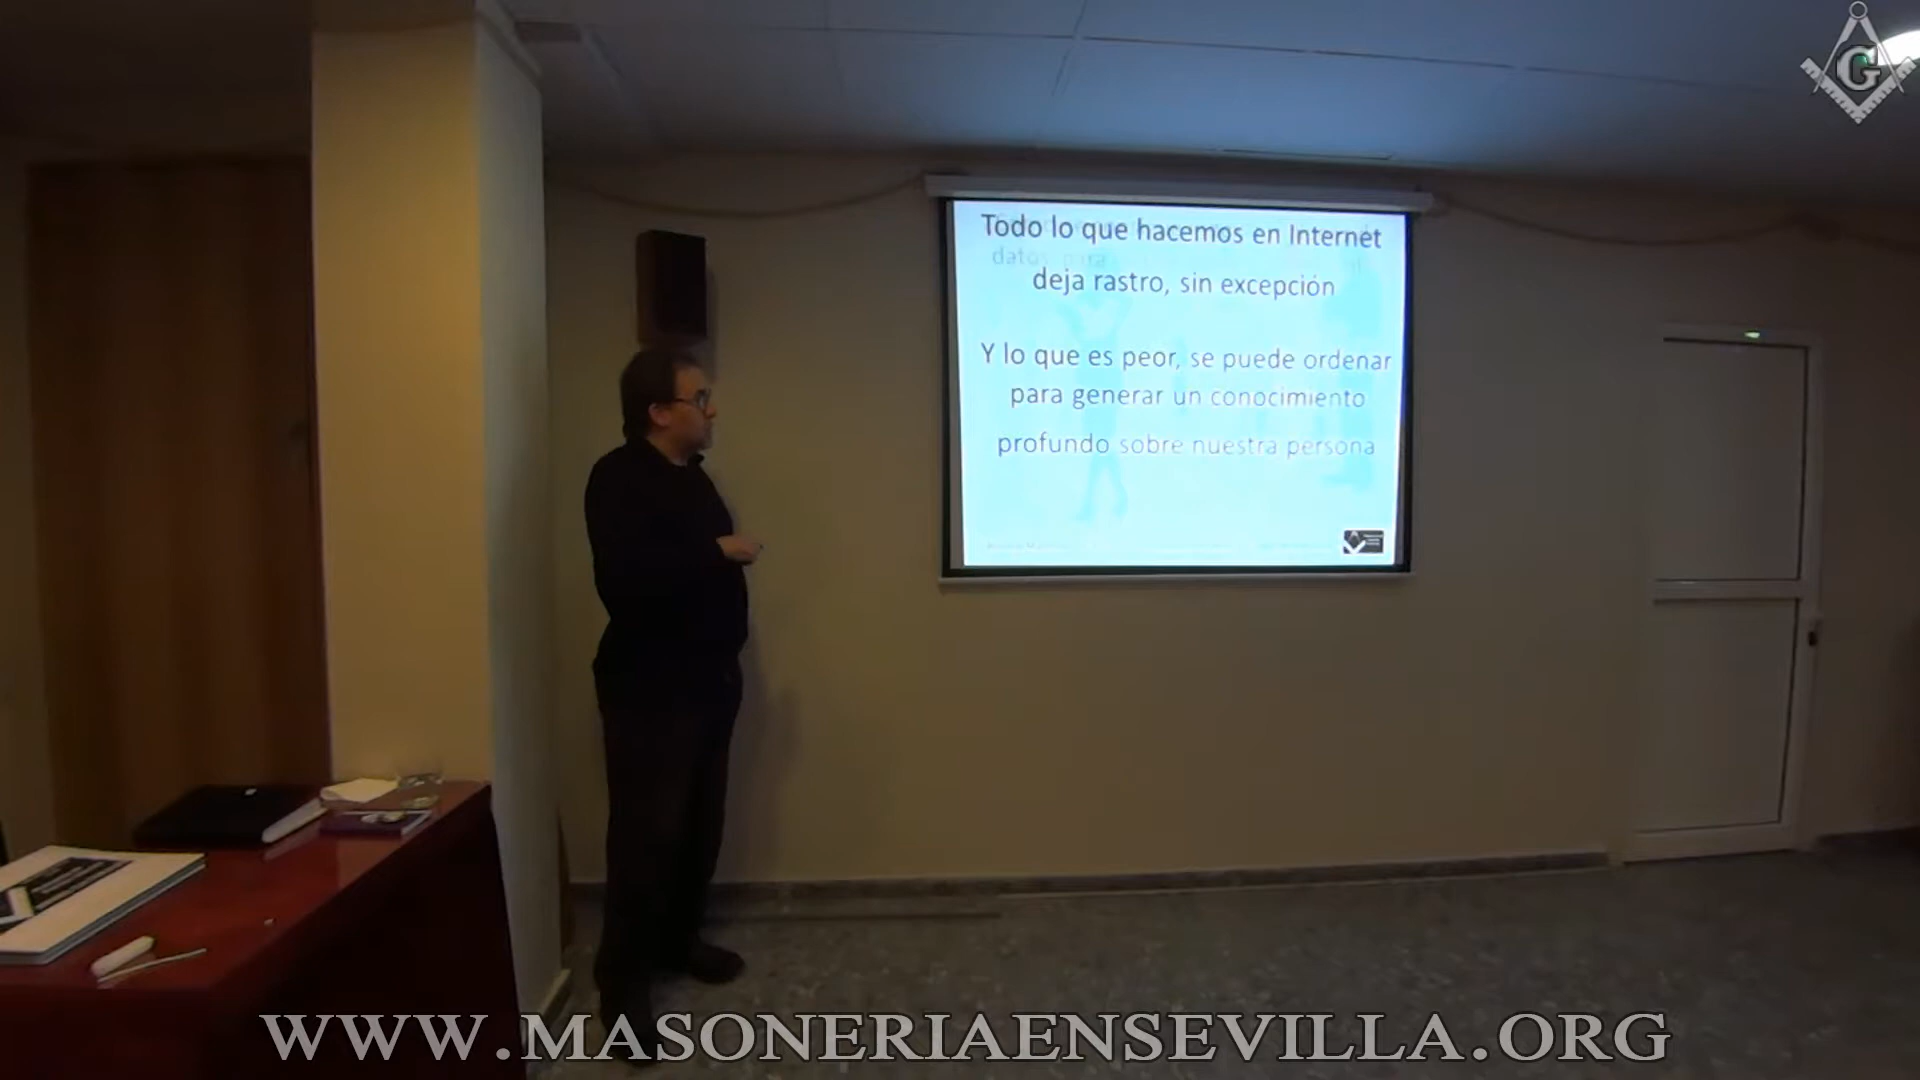 G
Todo lo que hacemos en Internet
deja rastro, sin excepción
Y lo que es peor, se puede ordenar
para generar un conocimiento
profundo sobre nuestra persona
WWW.MASONERIAENSEVILLA.ORG